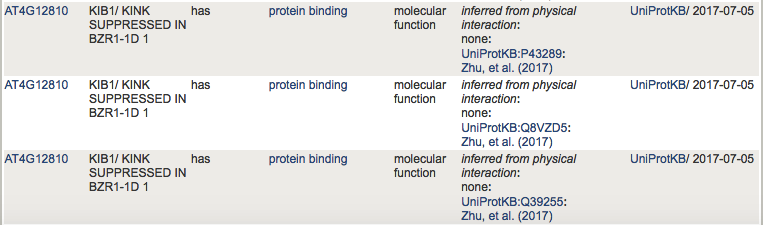 AT4G12810 KIB1/ KINK has protein binding molecular inferred from physical UniProtKB/ 2017-07-05
SUPPRESSED IN function interaction:
BZR1-1D 1 none:
UniProtKB:P43289:
Zhu, et al. (2017)
AT4G12810 KIB1/ KINK has protein binding molecular inferred from physical UniProtKB/ 2017-07-05
SUPPRESSED IN function interaction:
BZR1-1D 1 none:
UniProtKB:Q8VZD5:
Zhu, et al. (2017)
AT4G12810 KIB1/ KINK has protein binding molecular inferred from physical UniProtKB/ 2017-07-05
SUPPRESSED IN function interaction:
BZR1-1D 1 none:
UniProtKB:Q39255:
Zhu, et al. (2017)